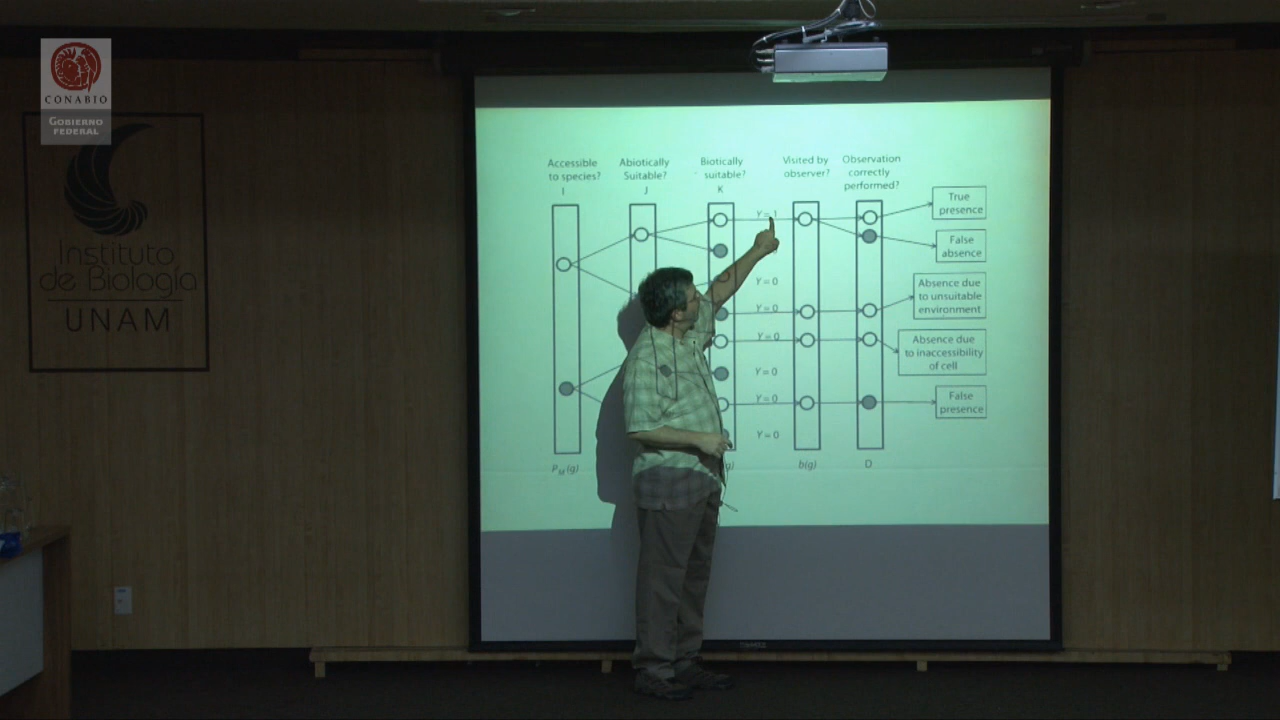 CONABIO
GOBIERNO
FEDERAL
Instituto
de Biología
UNAM
Accessible
to species?
I
Abiotically
Suitable?
J
Biotically
suitable?
K
Visited by
observer?
Observation
correctly
performed?
Y = 1
Y = 0
Y = 0
Y = 0
Y = 0
Y = 0
Y = 0
True
presence
False
absence
Absence due
to unsuitable
environment
Absence due
to inaccessibility
of cell
False
presence
P_M (g)
b(g)
D